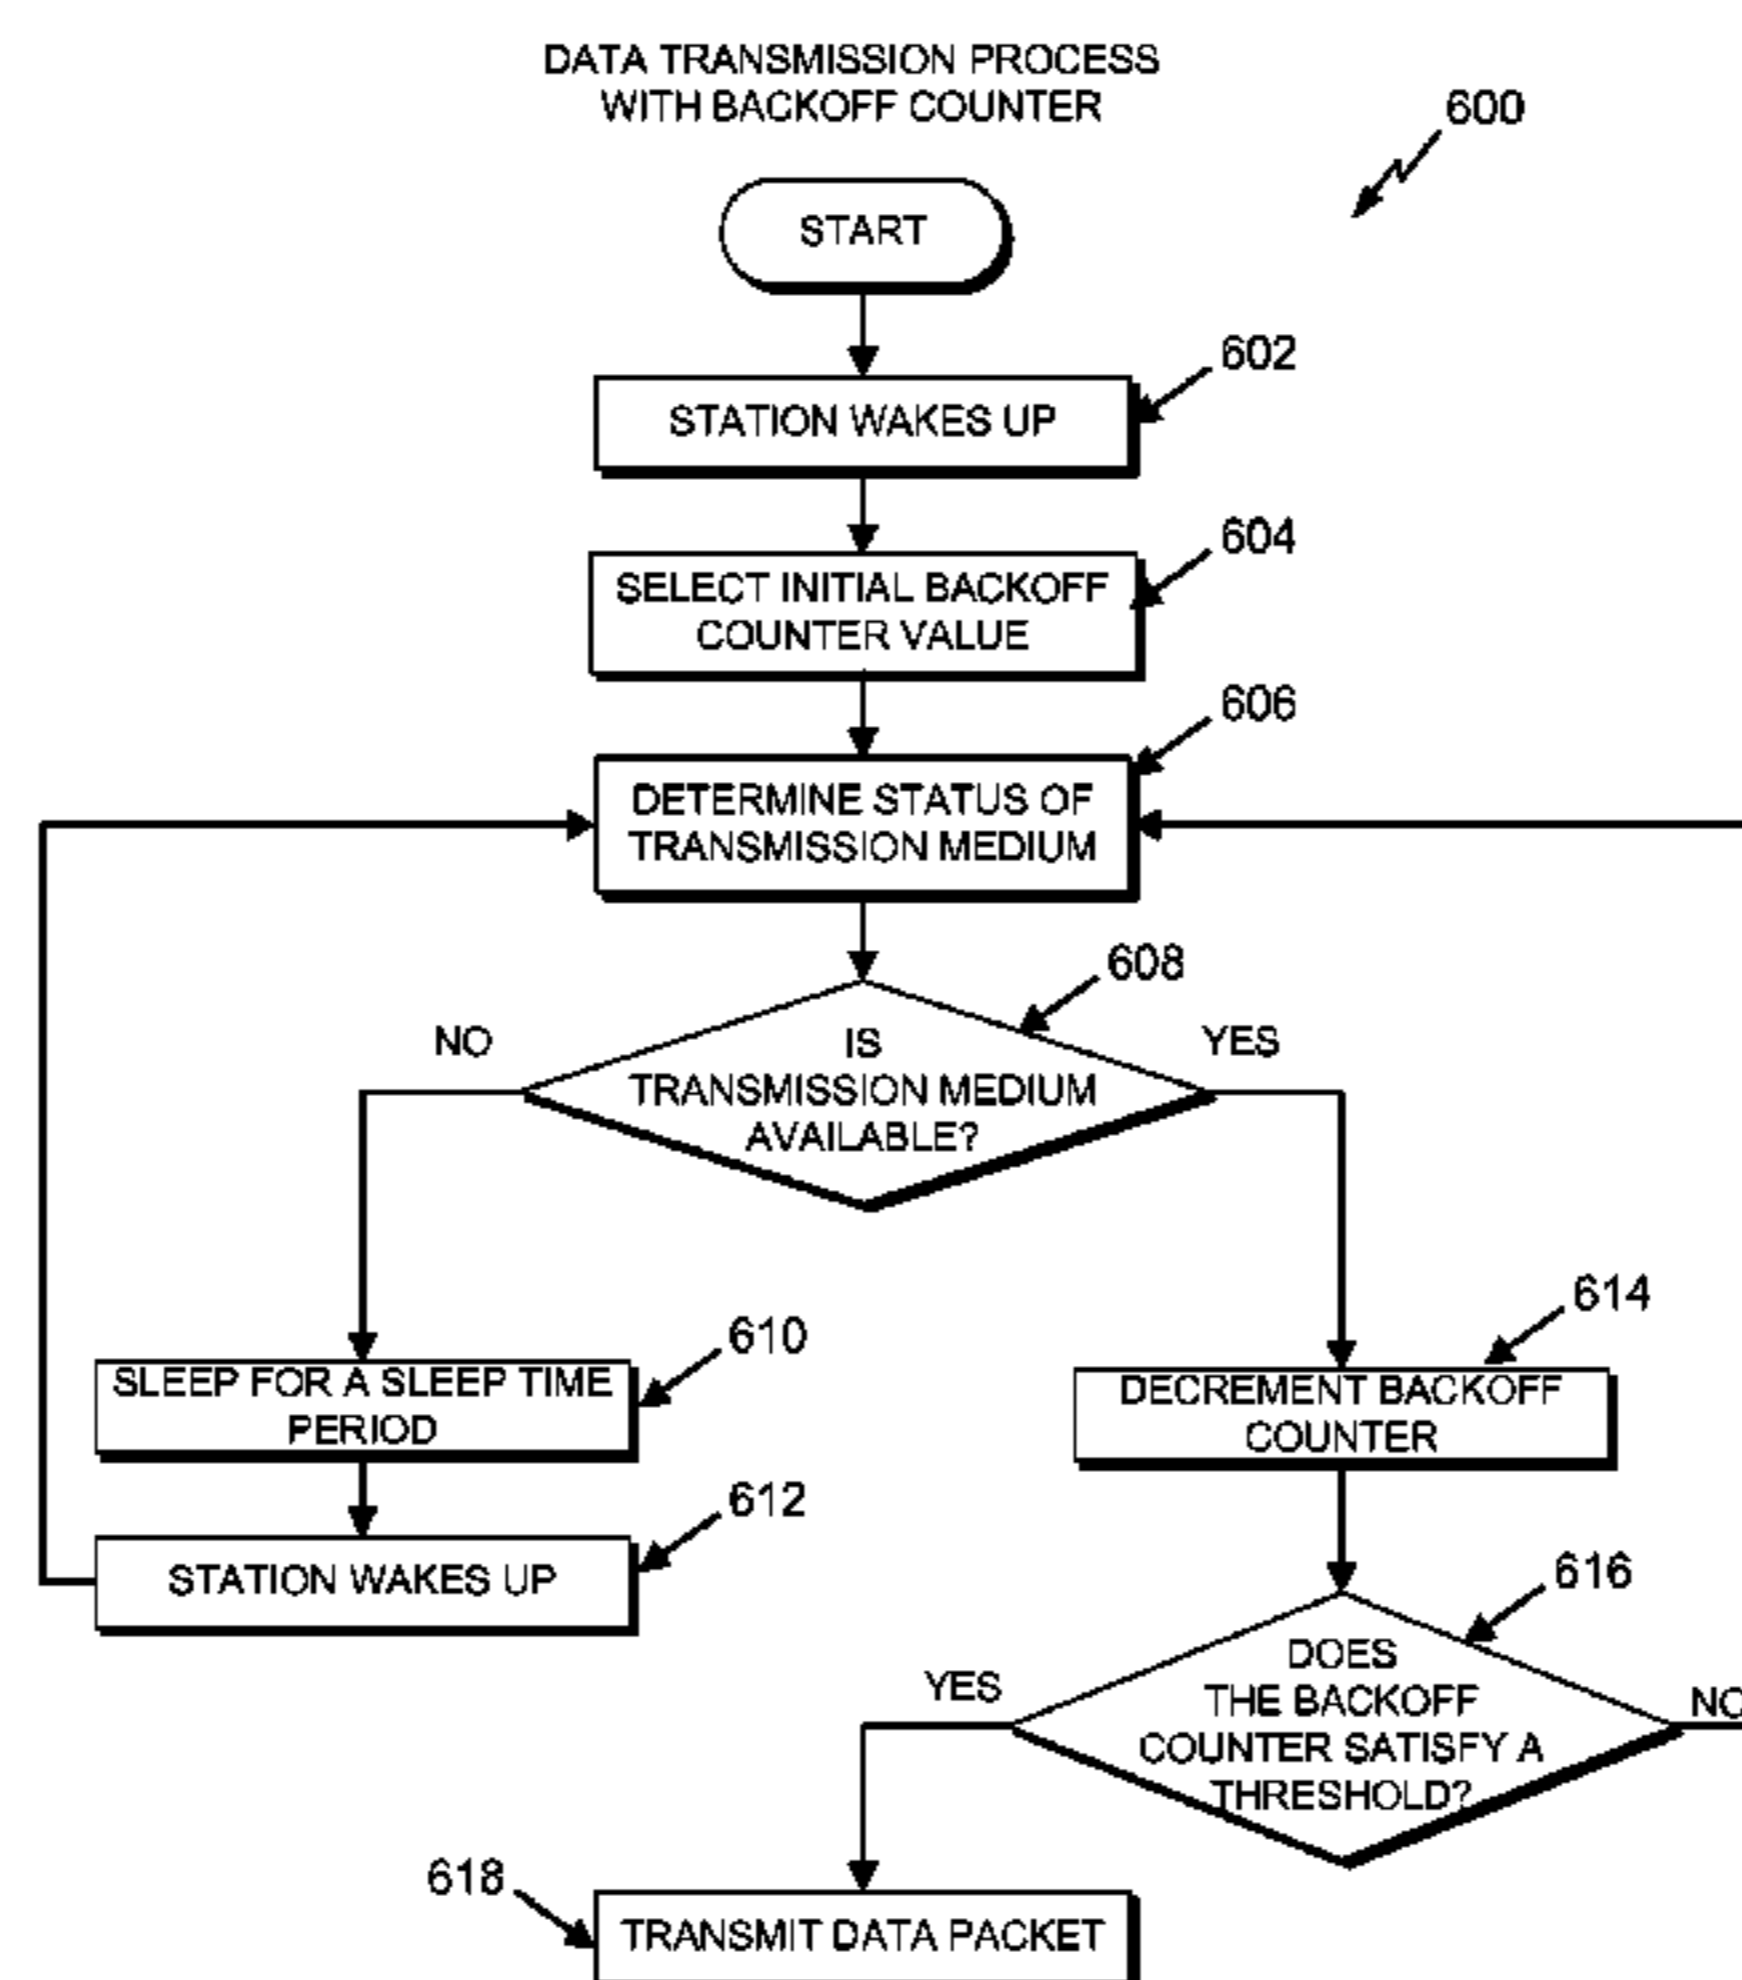 DATA TRANSMISSION PROCESS
WITH BACKOFF COUNTER
600
START
602
STATION WAKES UP
604
SELECT INITIAL BACKOFF
COUNTER VALUE
606
DETERMINE STATUS OF
TRANSMISSION MEDIUM
608
NO
YES
IS
TRANSMISSION MEDIUM
AVAILABLE?
614
610
SLEEP FOR A SLEEP TIME
PERIOD
DECREMENT BACKOFF
COUNTER
612
STATION WAKES UP
616
DOES
THE BACKOFF
COUNTER SATISFY A
THRESHOLD?
YES
NO
618
TRANSMIT DATA PACKET